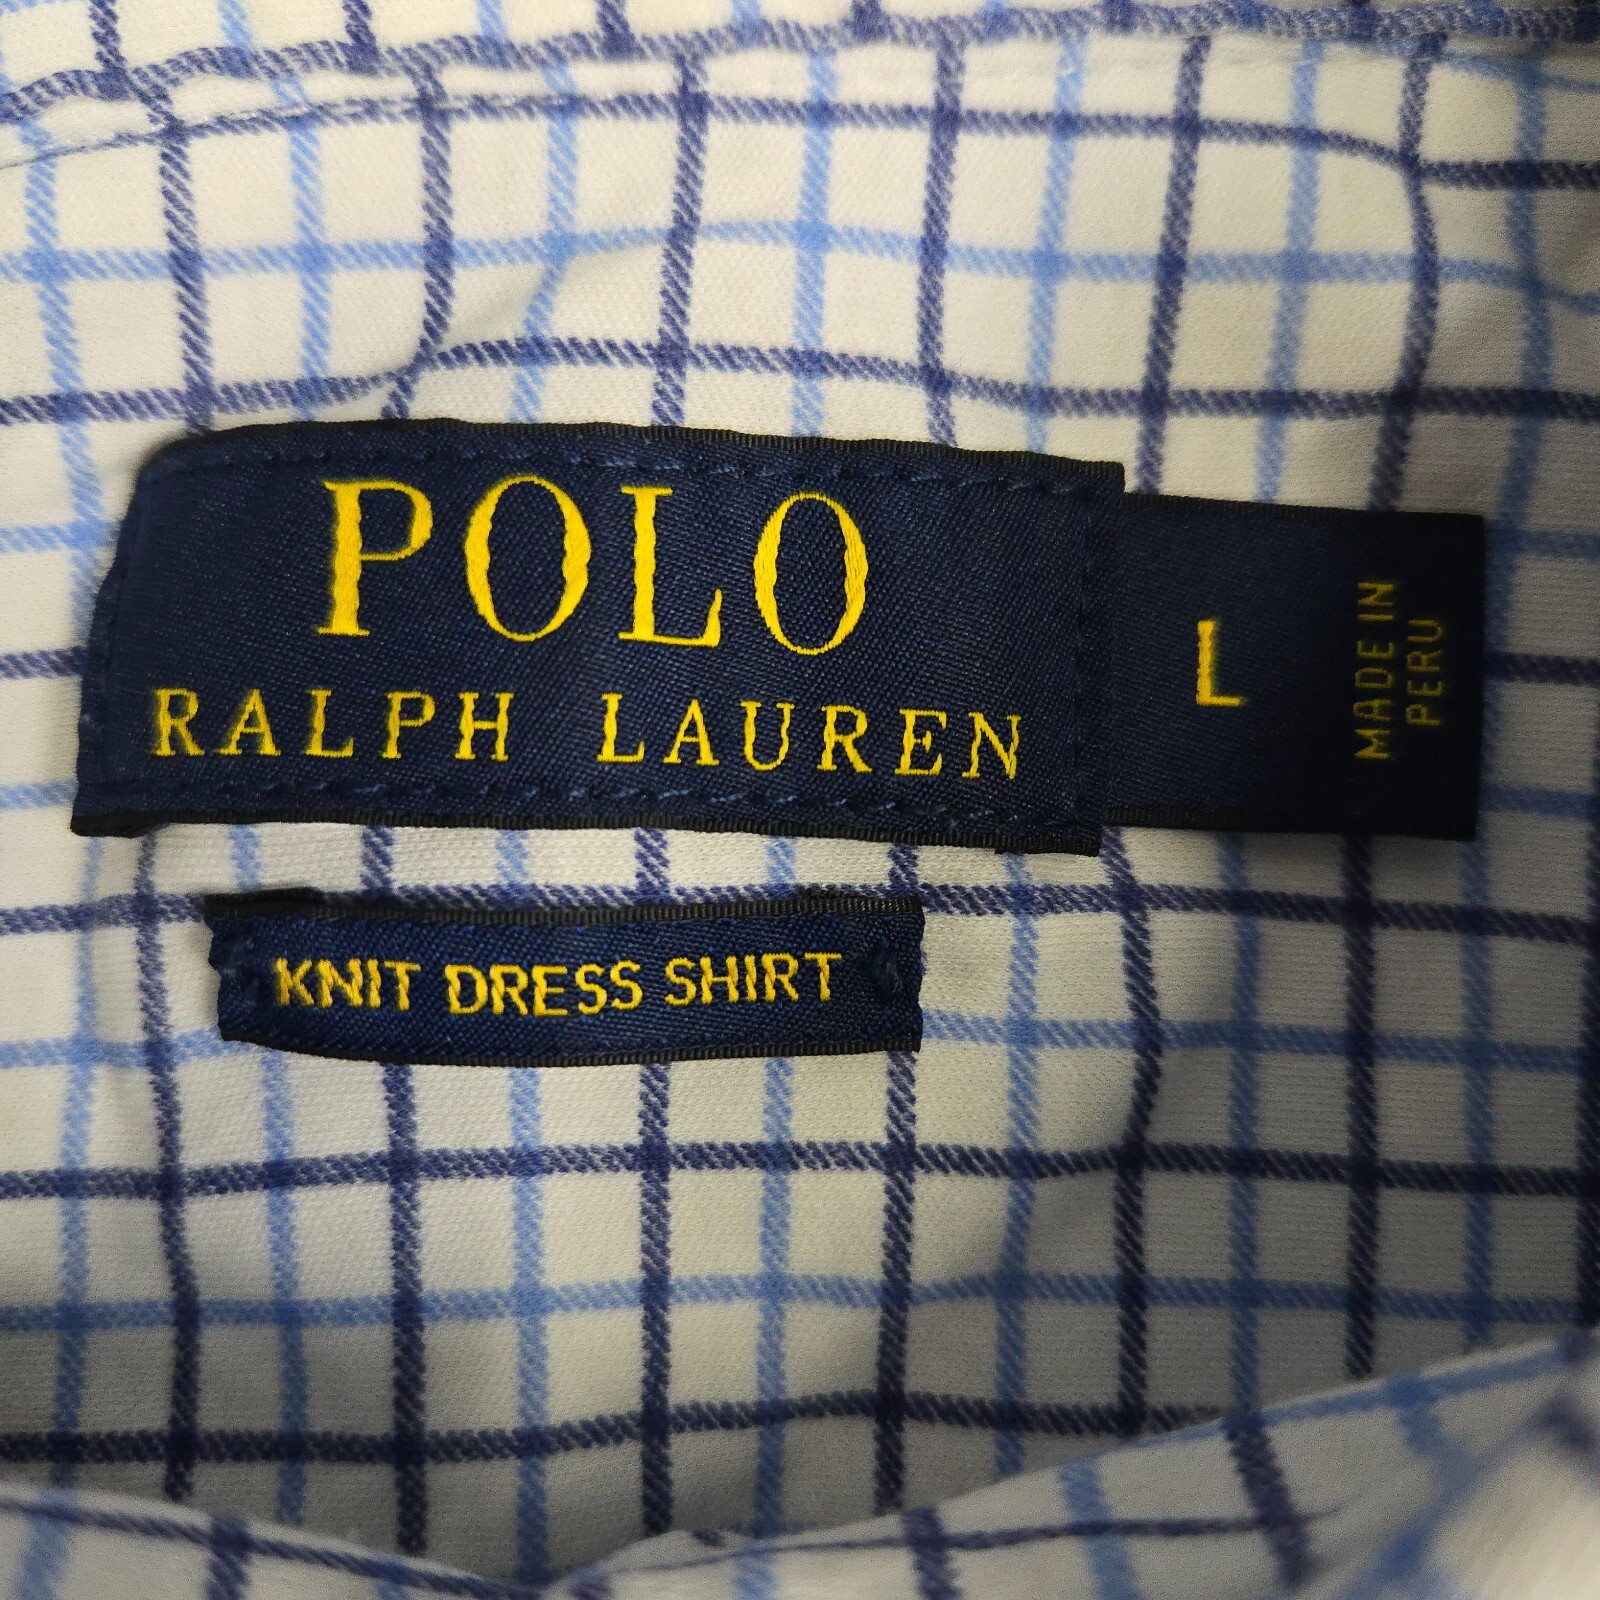 POLO
RALPH LAUREN
L
MADE IN
PERU
KNIT DRESS SHIRT